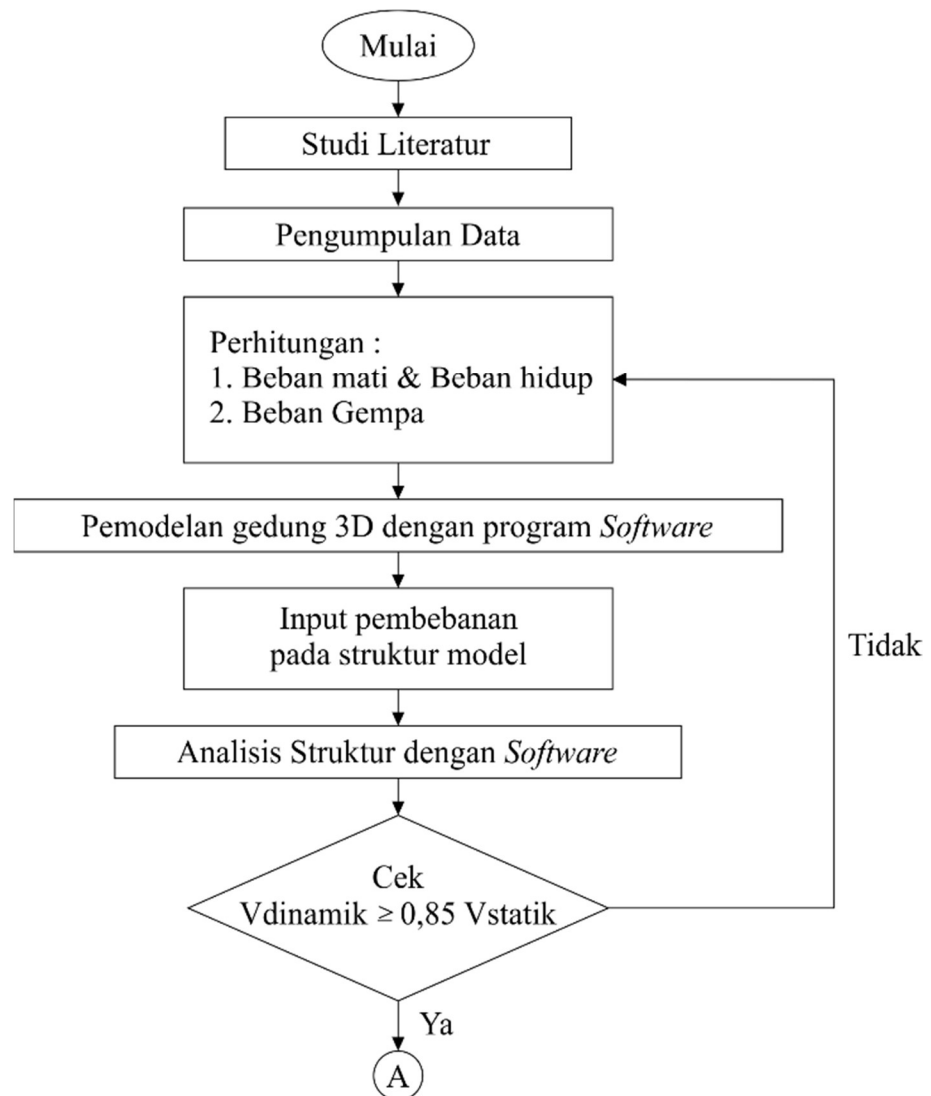 Mulai
Studi Literatur
Pengumpulan Data
Perhitungan :
1. Beban mati & Beban hidup
2. Beban Gempa
Pemodelan gedung 3D dengan program Software
Input pembebanan
pada struktur model
Tidak
Analisis Struktur dengan Software
Cek
Vdinamik ≥ 0,85 Vstatik
Ya
A